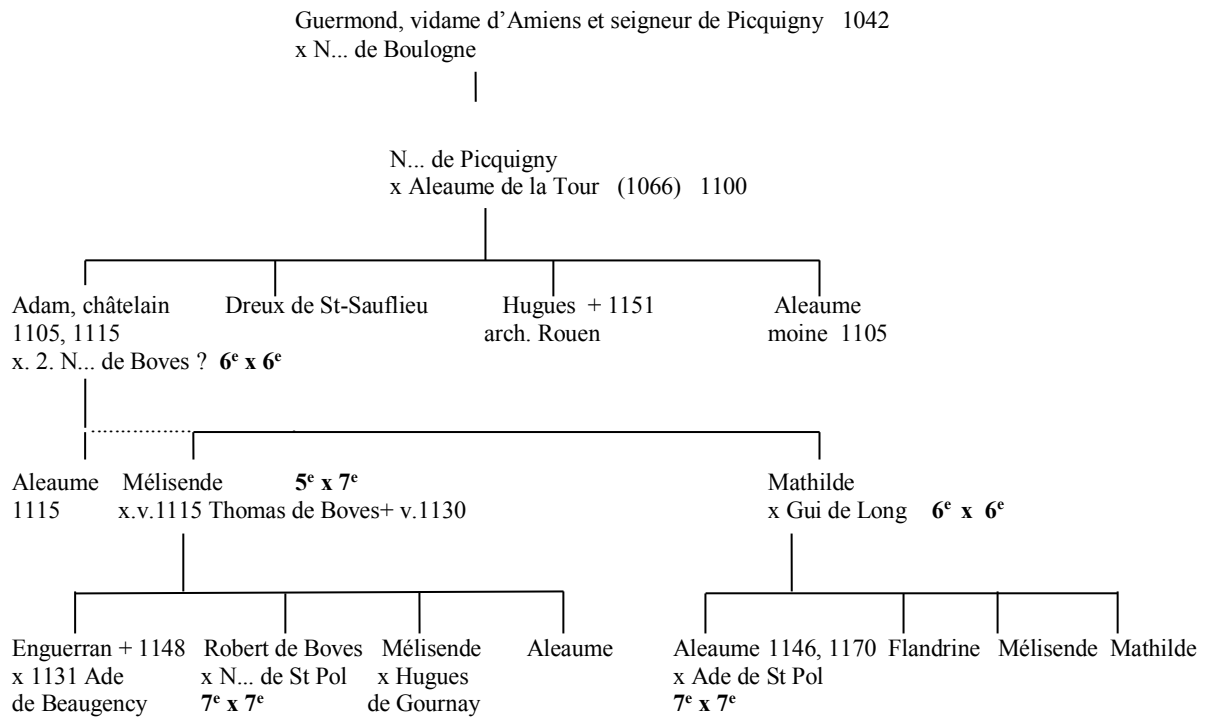 Guermond, vidame d’Amiens et seigneur de Picquigny 1042
x N... de Boulogne
N... de Picquigny
x Aleaume de la Tour (1066) 1100
Adam, châtelain Dreux de St-Sauflieu Hugues + 1151 Aleaume
1105, 1115 arch. Rouen moine 1105
x. 2. N... de Boves ? 6e x 6e
Aleaume Mélisende 5e x 7e Mathilde
1115 x.v.1115 Thomas de Boves+ v.1130 x Gui de Long 6e x 6e
Enguerran + 1148 Robert de Boves Mélisende Aleaume Aleaume 1146, 1170 Flandrine Mélisende Mathilde
x 1131 Ade x N... de St Pol x Hugues x Ade de St Pol
de Beaugency 7e x 7e de Gournay 7e x 7e